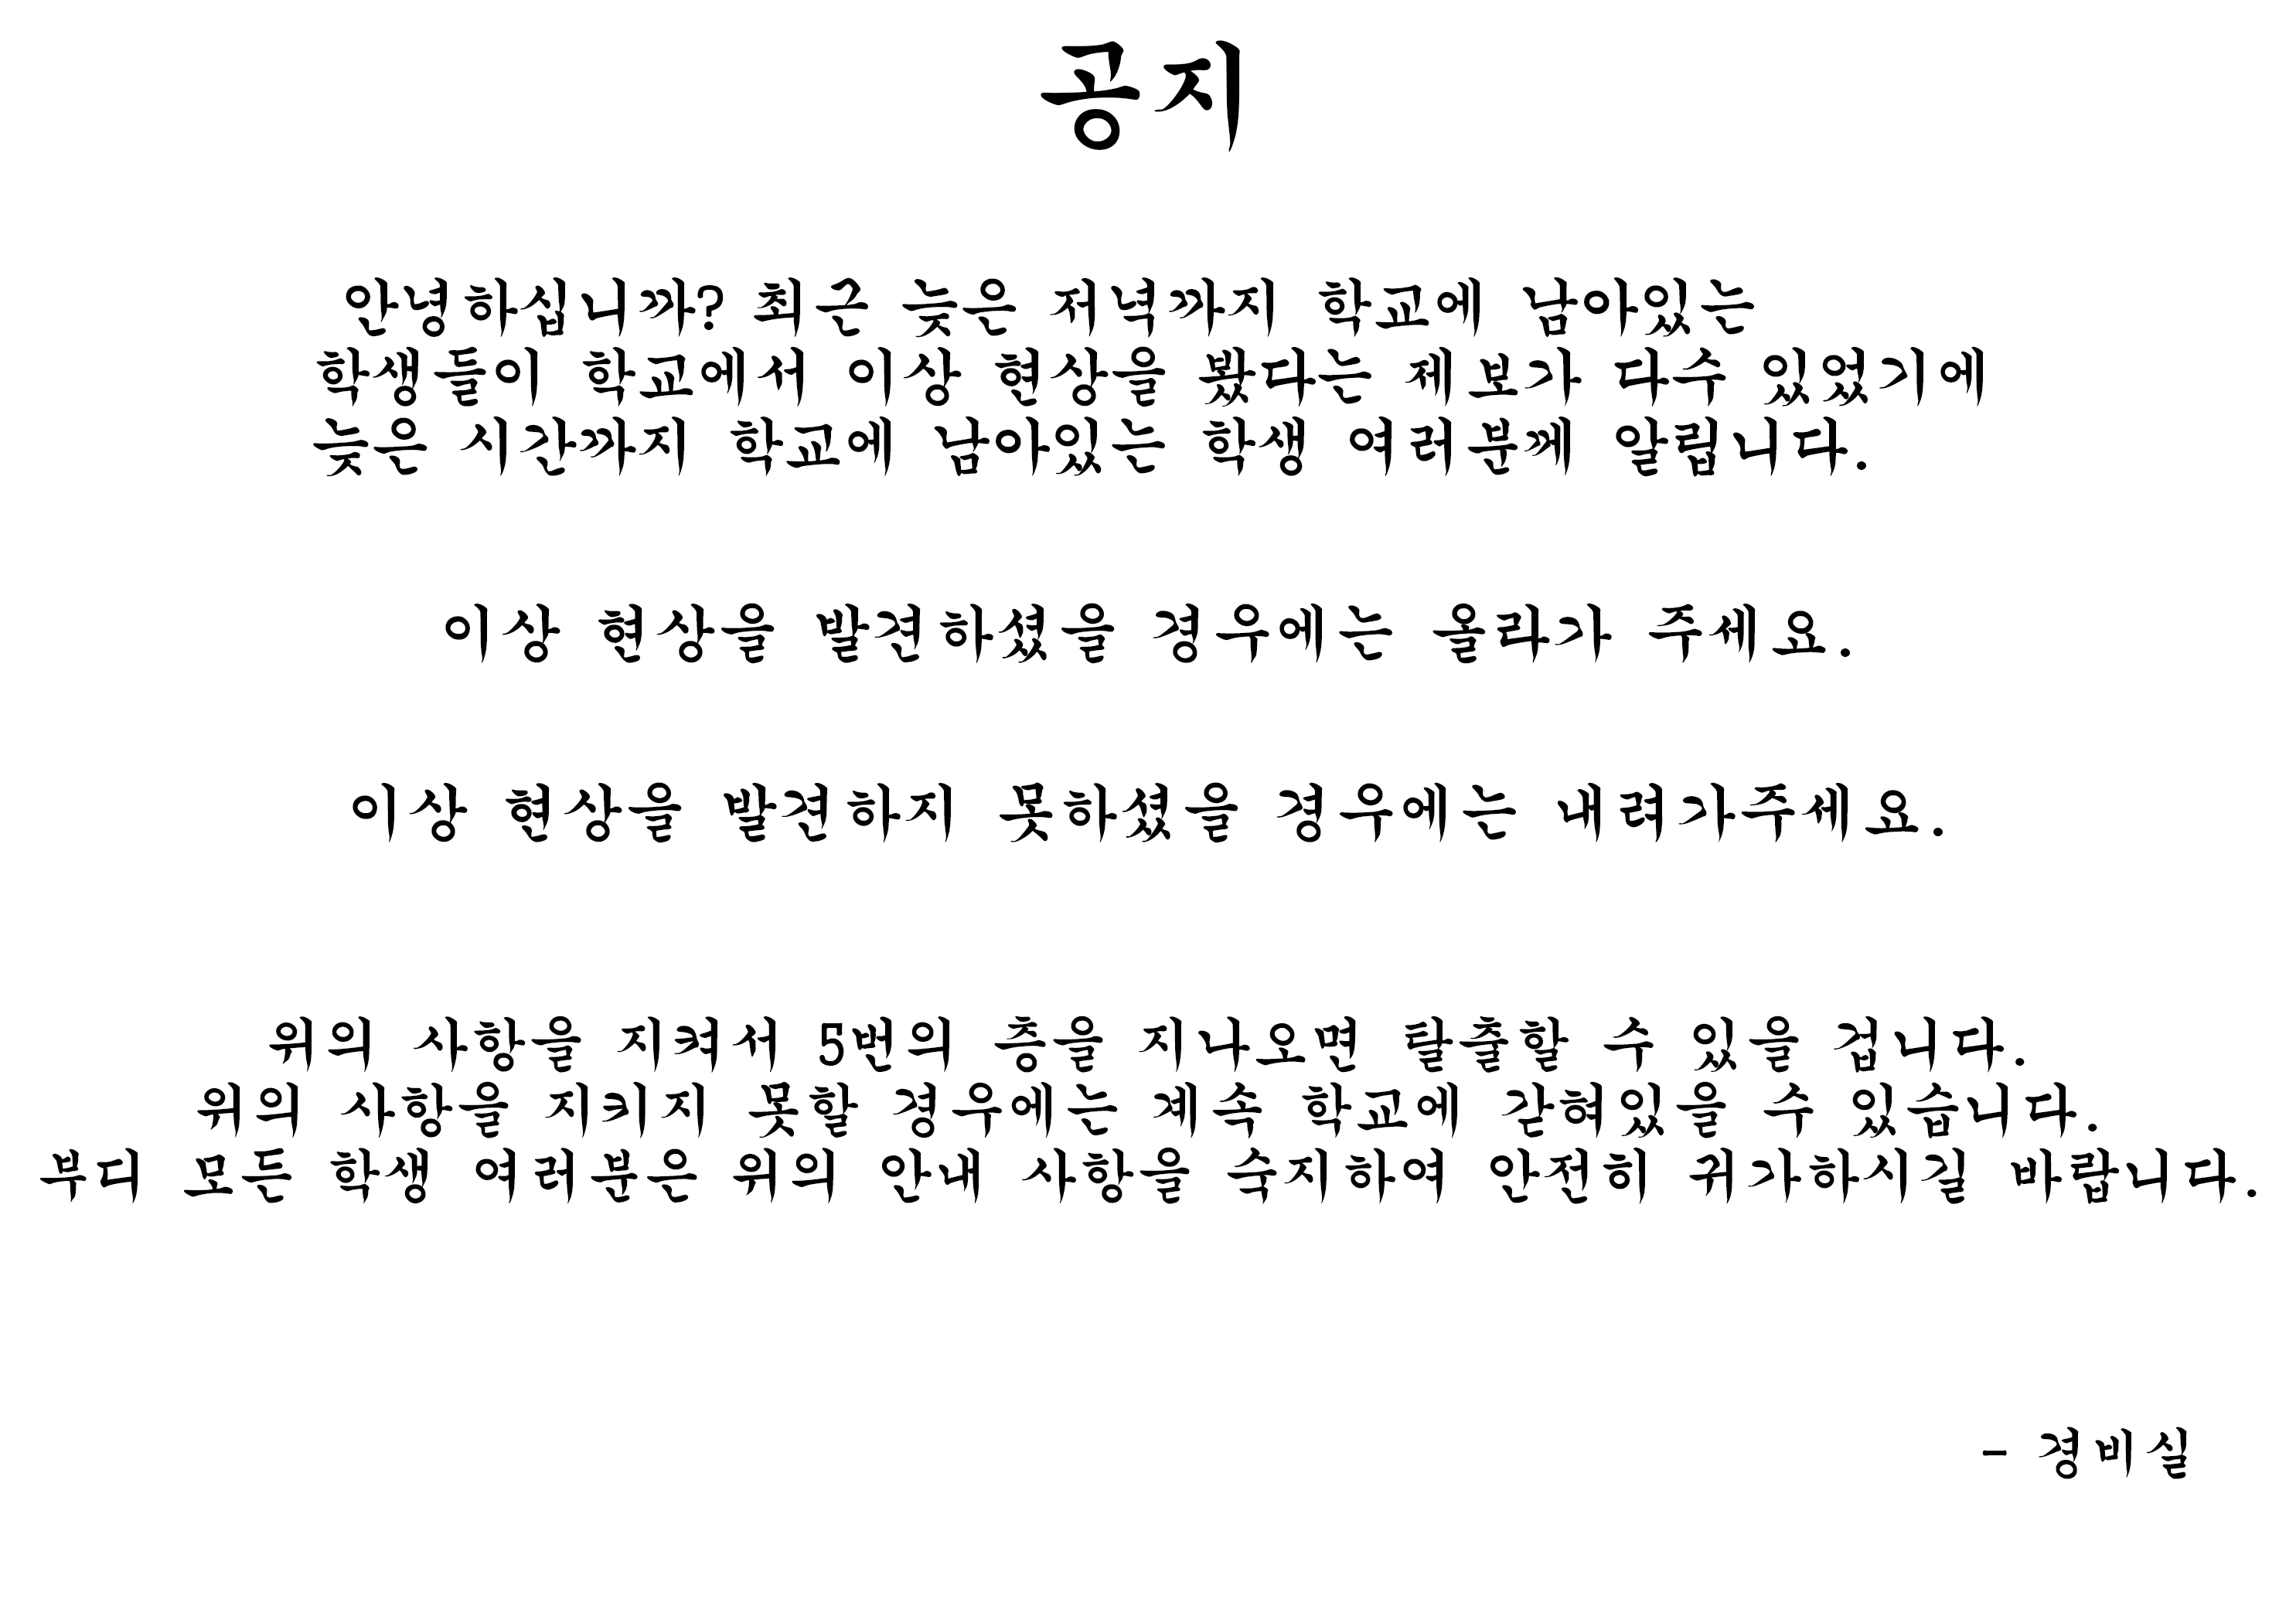 공지
안녕하십니까? 최근 늦은 저녁까지 학교에 남아있는
학생들이 학교에서 이상 현상을 봤다는 제보가 다수 있었기에
늦은 시간까지 학교에 남아있는 학생 여러분께 알립니다.
이상 현상을 발견하셨을 경우에는 올라가 주세요.
이상 현상을 발견하지 못하셨을 경우에는 내려가주세요.
위의 사항을 지켜서 5번의 층을 지나오면 탈출할 수 있을 겁니다.
위의 사항을 지키지 못할 경우에는 계속 학교에 갇혀있을 수 있습니다.
부디 모든 학생 여러분은 위의 안내 사항을 숙지하여 안전히 귀가하시길 바랍니다.
- 경비실